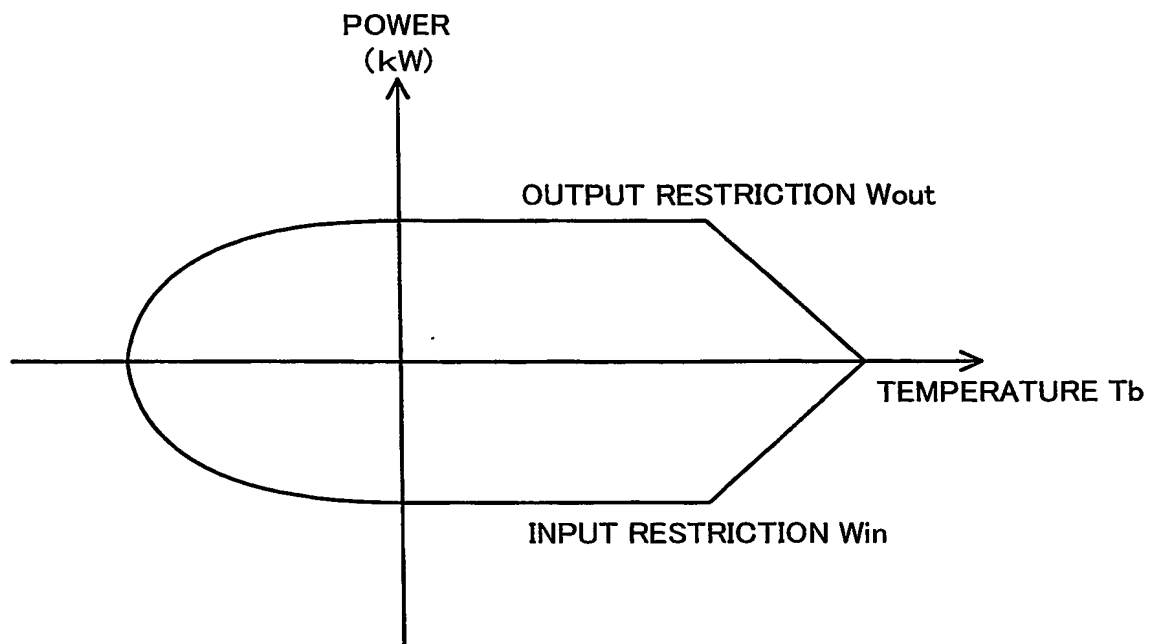 POWER
(kW)
OUTPUT RESTRICTION Wout
TEMPERATURE Tb
INPUT RESTRICTION Win